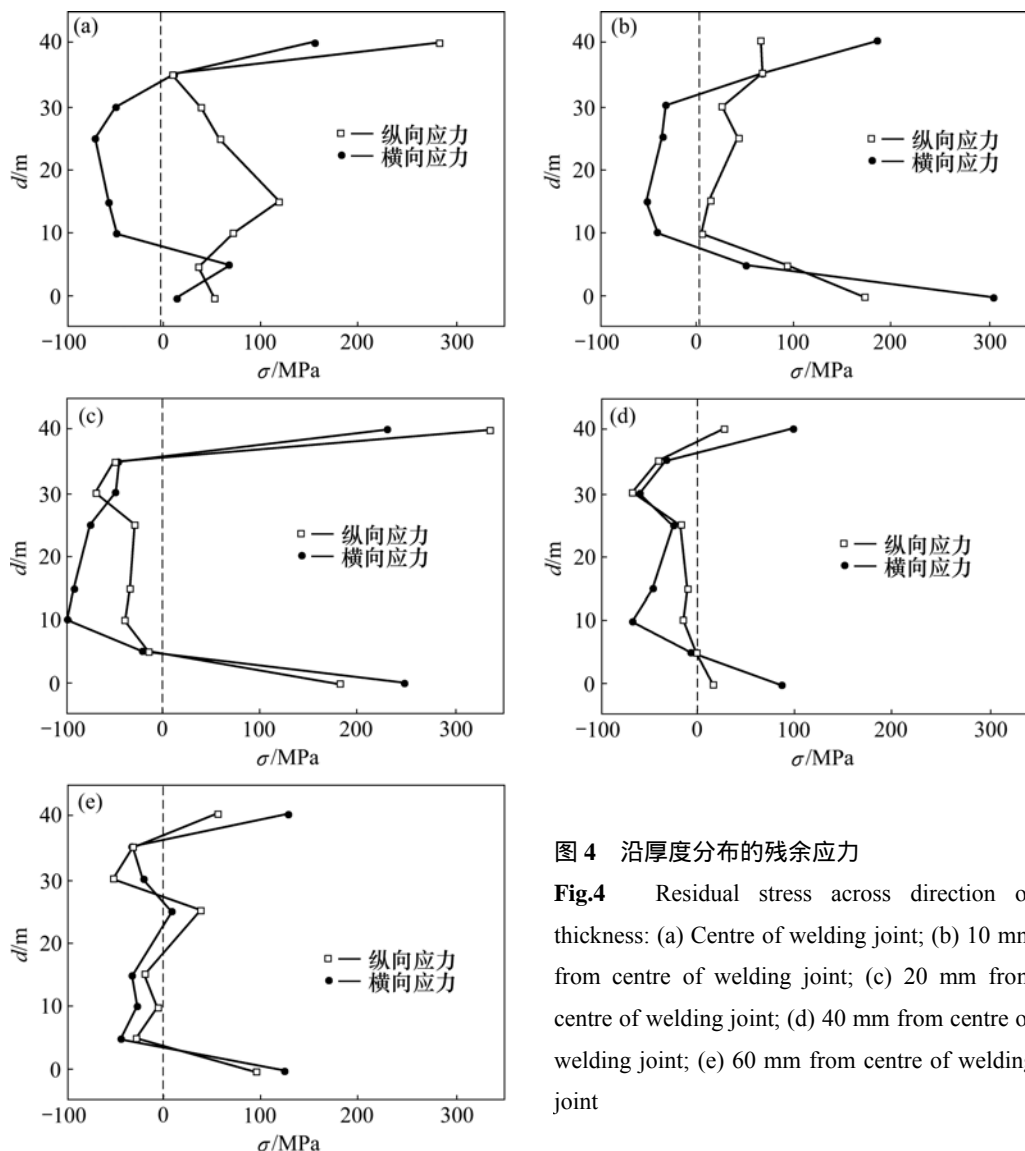 (a)
40
30
20
10
0
d/m
纵向应力
横向应力
−100 0 100 200 300
σ/MPa
(b)
40
30
20
10
0
d/m
纵向应力
横向应力
−100 0 100 200 300
σ/MPa
(c)
40
30
20
10
0
d/m
纵向应力
横向应力
−100 0 100 200 300
σ/MPa
(d)
40
30
20
10
0
d/m
纵向应力
横向应力
−100 0 100 200 300
σ/MPa
(e)
40
30
20
10
0
d/m
纵向应力
横向应力
−100 0 100 200 300
σ/MPa
图 4 沿厚度分布的残余应力
Fig.4 Residual stress across direction o
thickness: (a) Centre of welding joint; (b) 10 mm
from centre of welding joint; (c) 20 mm from
centre of welding joint; (d) 40 mm from centre o
welding joint; (e) 60 mm from centre of welding
joint